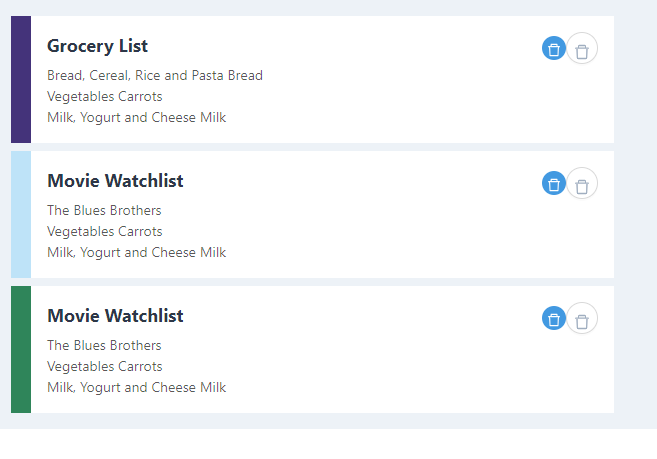 Grocery List
Bread, Cereal, Rice and Pasta Bread
Vegetables Carrots
Milk, Yogurt and Cheese Milk
Movie Watchlist
The Blues Brothers
Vegetables Carrots
Milk, Yogurt and Cheese Milk
Movie Watchlist
The Blues Brothers
Vegetables Carrots
Milk, Yogurt and Cheese Milk